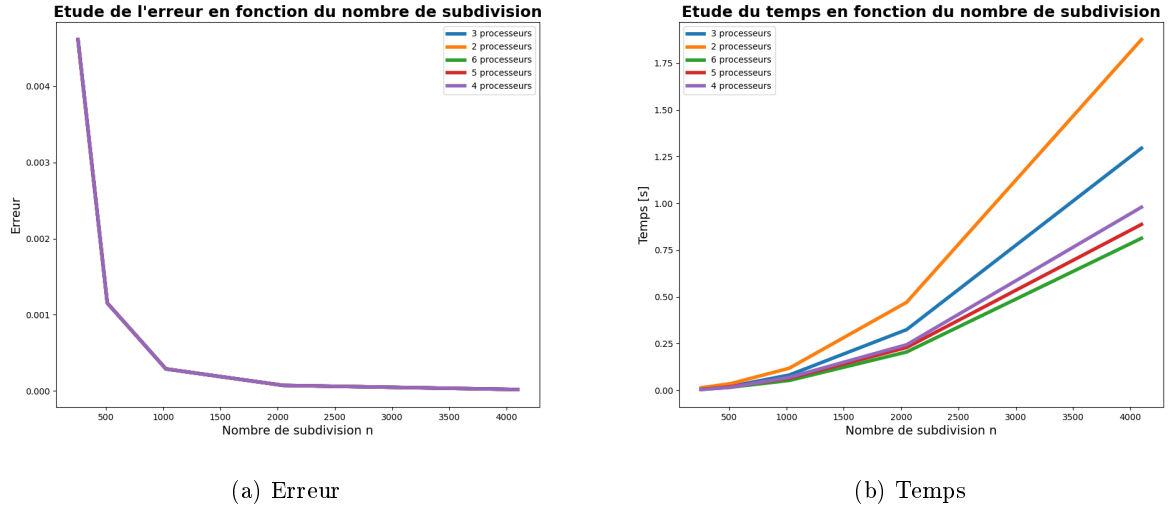 Etude de l'erreur en fonction du nombre de subdivision
3 processeurs
2 processeurs
6 processeurs
5 processeurs
4 processeurs
0.004
0.003
0.002
0.001
0.000
Erreur
500 1000 1500 2000 2500 3000 3500 4000
Nombre de subdivision n
(a) Erreur
Etude du temps en fonction du nombre de subdivision
3 processeurs
2 processeurs
6 processeurs
5 processeurs
4 processeurs
1.75
1.50
1.25
1.00
0.75
0.50
0.25
0.00
Temps [s]
500 1000 1500 2000 2500 3000 3500 4000
Nombre de subdivision n
(b) Temps